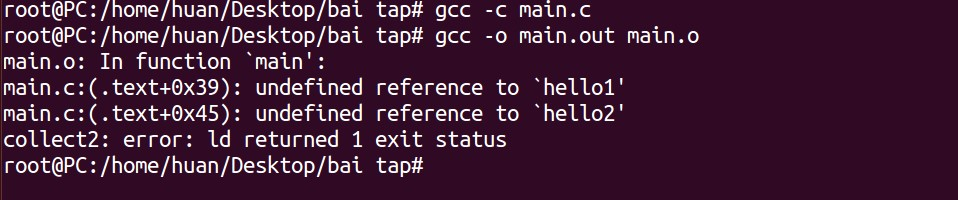 root@PC:/home/huan/Desktop/bai tap# gcc -c main.c
root@PC:/home/huan/Desktop/bai tap# gcc -o main.out main.o
main.o: In function `main':
main.c:(.text+0x39): undefined reference to `hello1'
main.c:(.text+0x45): undefined reference to `hello2'
collect2: error: ld returned 1 exit status
root@PC:/home/huan/Desktop/bai tap#